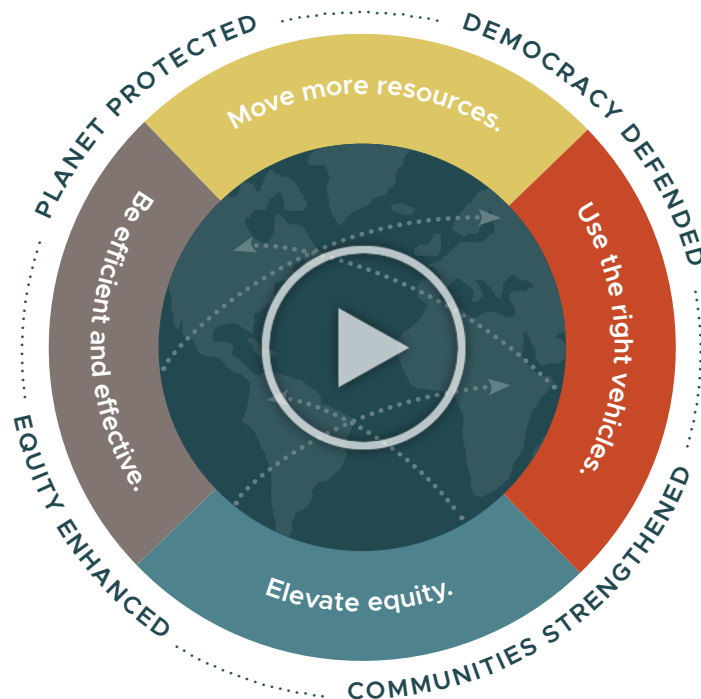 PLANET PROTECTED
DEMOCRACY DEFENDED
Move more resources.
Be efficient and effective.
Use the right vehicles.
Elevate equity.
EQUITY ENHANCED
COMMUNITIES STRENGTHENED